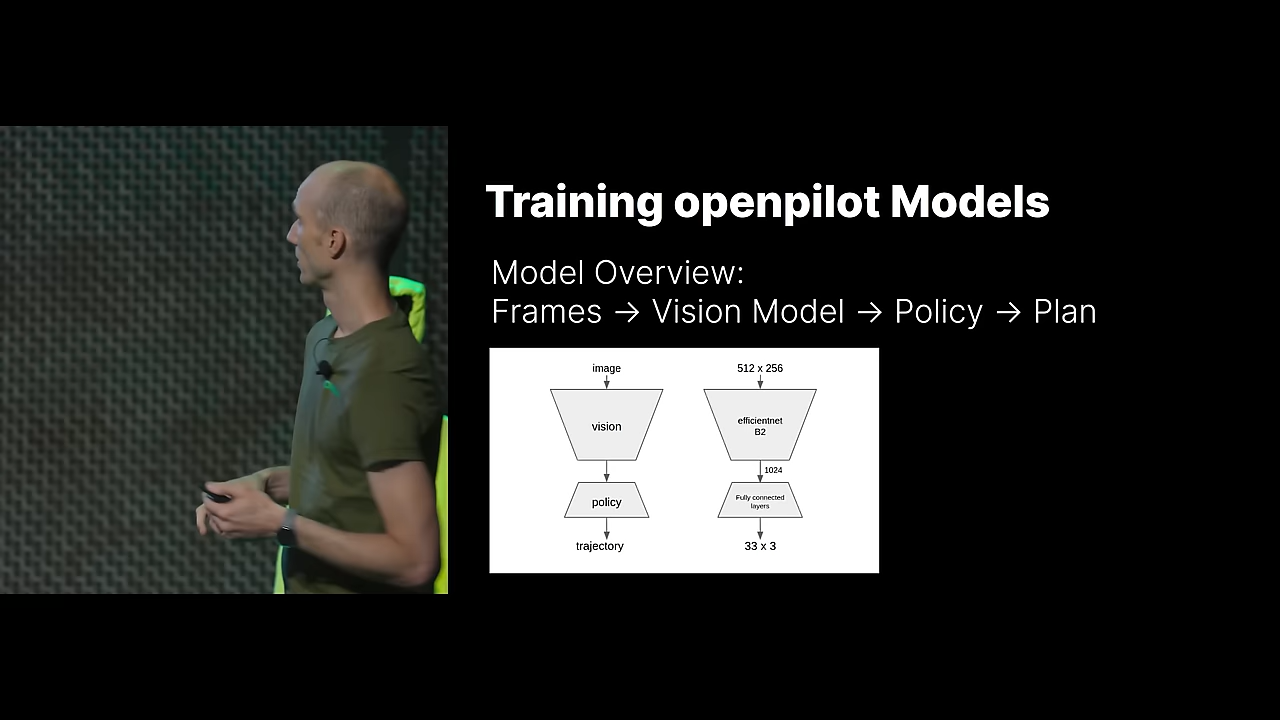 Training openpilot Models
Model Overview:
Frames → Vision Model → Policy → Plan
image
vision
policy
trajectory
512 x 256
efficientnet
B2
1024
Fully connected
layers
33 x 3